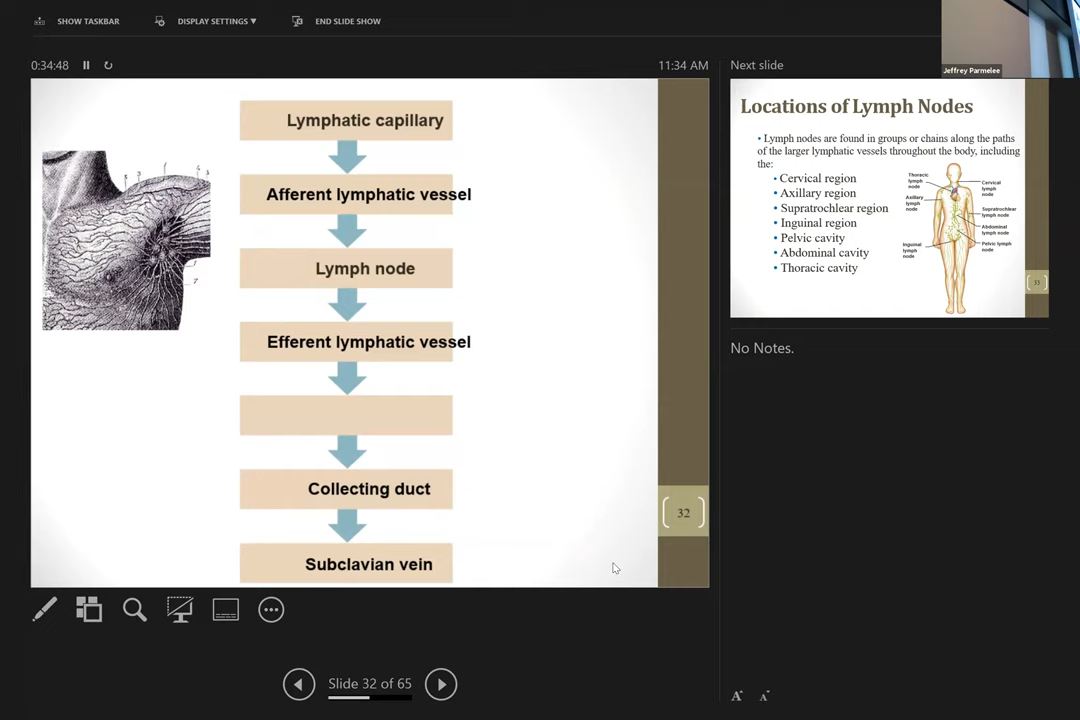 SHOW TASKBAR
DISPLAY SETTINGS ▼
END SLIDE SHOW
Jeffrey Parmelee
0:34:48
11:34 AM
Next slide
Lymphatic capillary
Afferent lymphatic vessel
Lymph node
Efferent lymphatic vessel
Collecting duct
Subclavian vein
32
Locations of Lymph Nodes
• Lymph nodes are found in groups or chains along the paths
of the larger lymphatic vessels throughout the body, including
the:
• Cervical region
• Axillary region
• Supratrochlear region
• Inguinal region
• Pelvic cavity
• Abdominal cavity
• Thoracic cavity
Thoracic
lymph
node
Axillary
lymph
node
Inguinal
lymph
node
Cervical
lymph
node
Supratrochlear
lymph node
Abdominal
lymph node
Pelvic lymph
node
33
No Notes.
Slide 32 of 65
A A